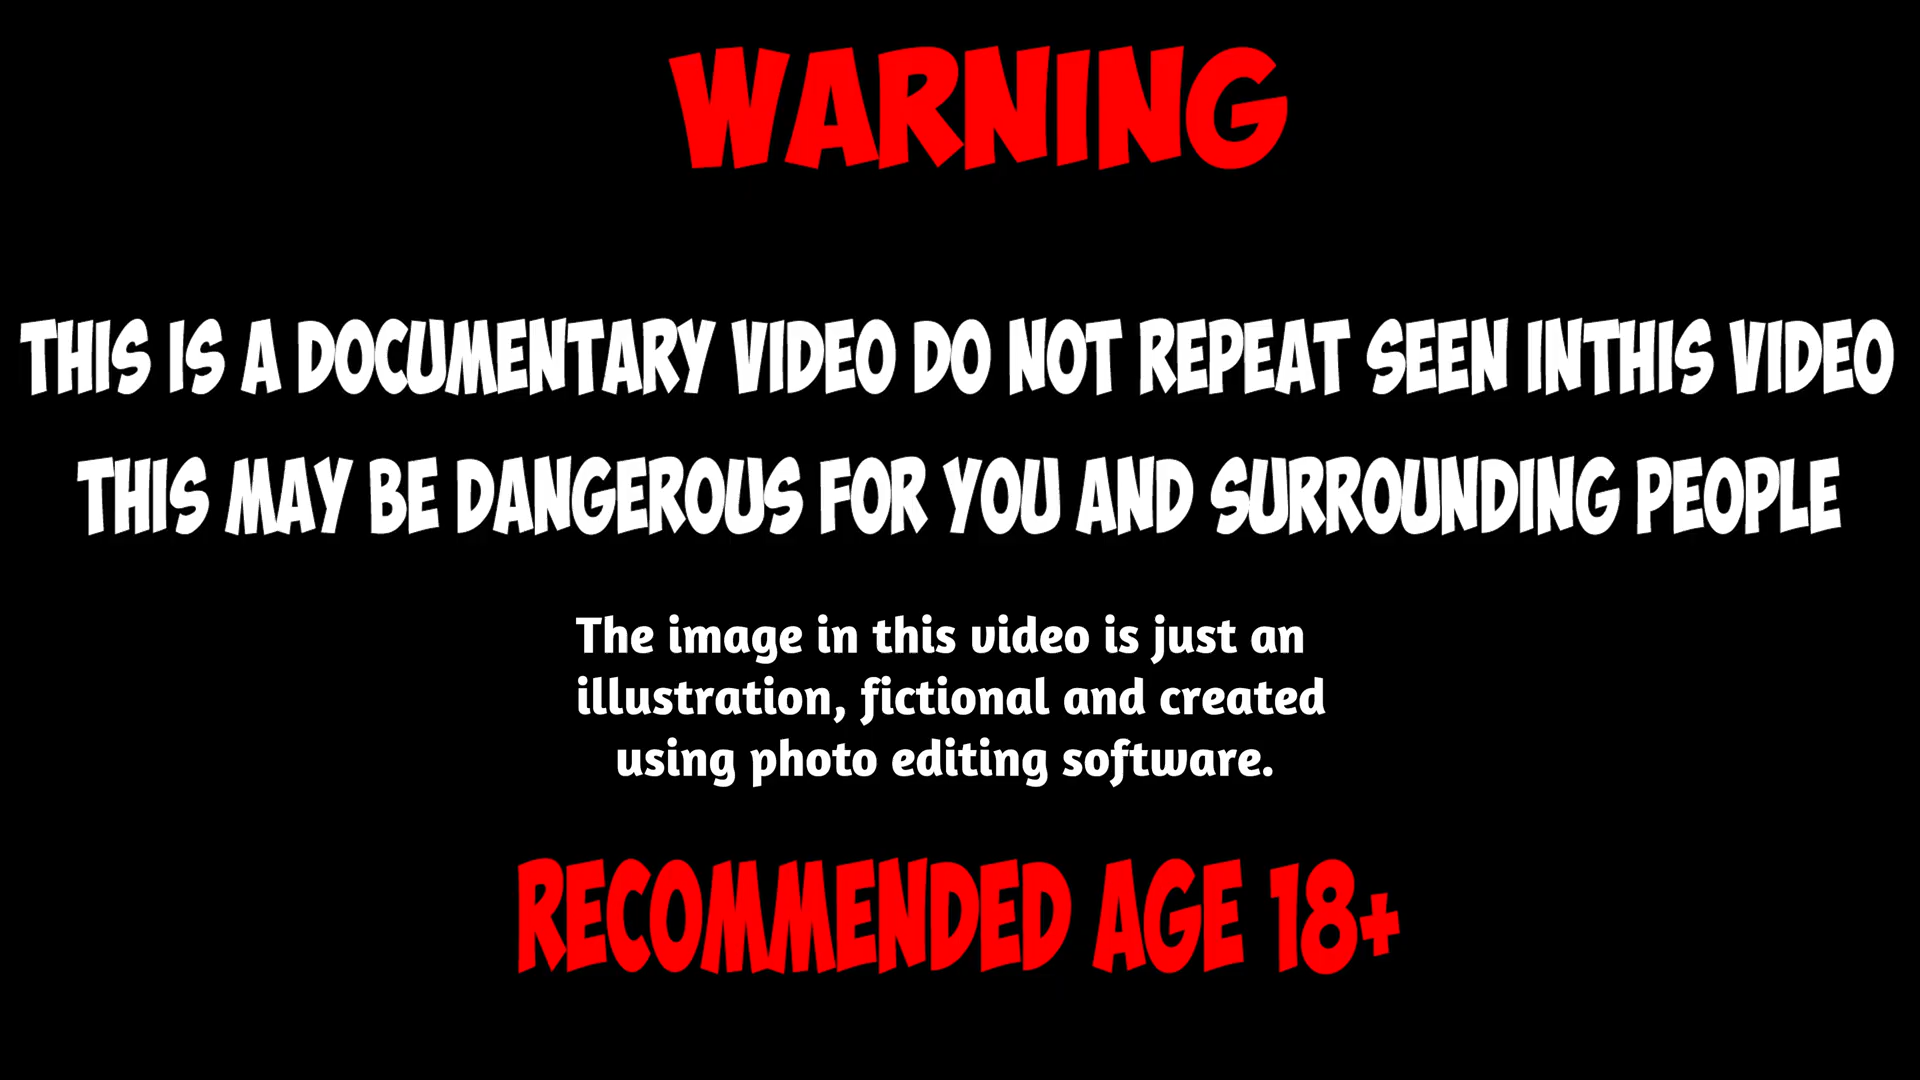 WARNING
THIS IS A DOCUMENTARY VIDEO DO NOT REPEAT SEEN INTHIS VIDEO
THIS MAY BE DANGEROUS FOR YOU AND SURROUNDING PEOPLE
The image in this video is just an
illustration, fictional and created
using photo editing software.
RECOMMENDED AGE 18+